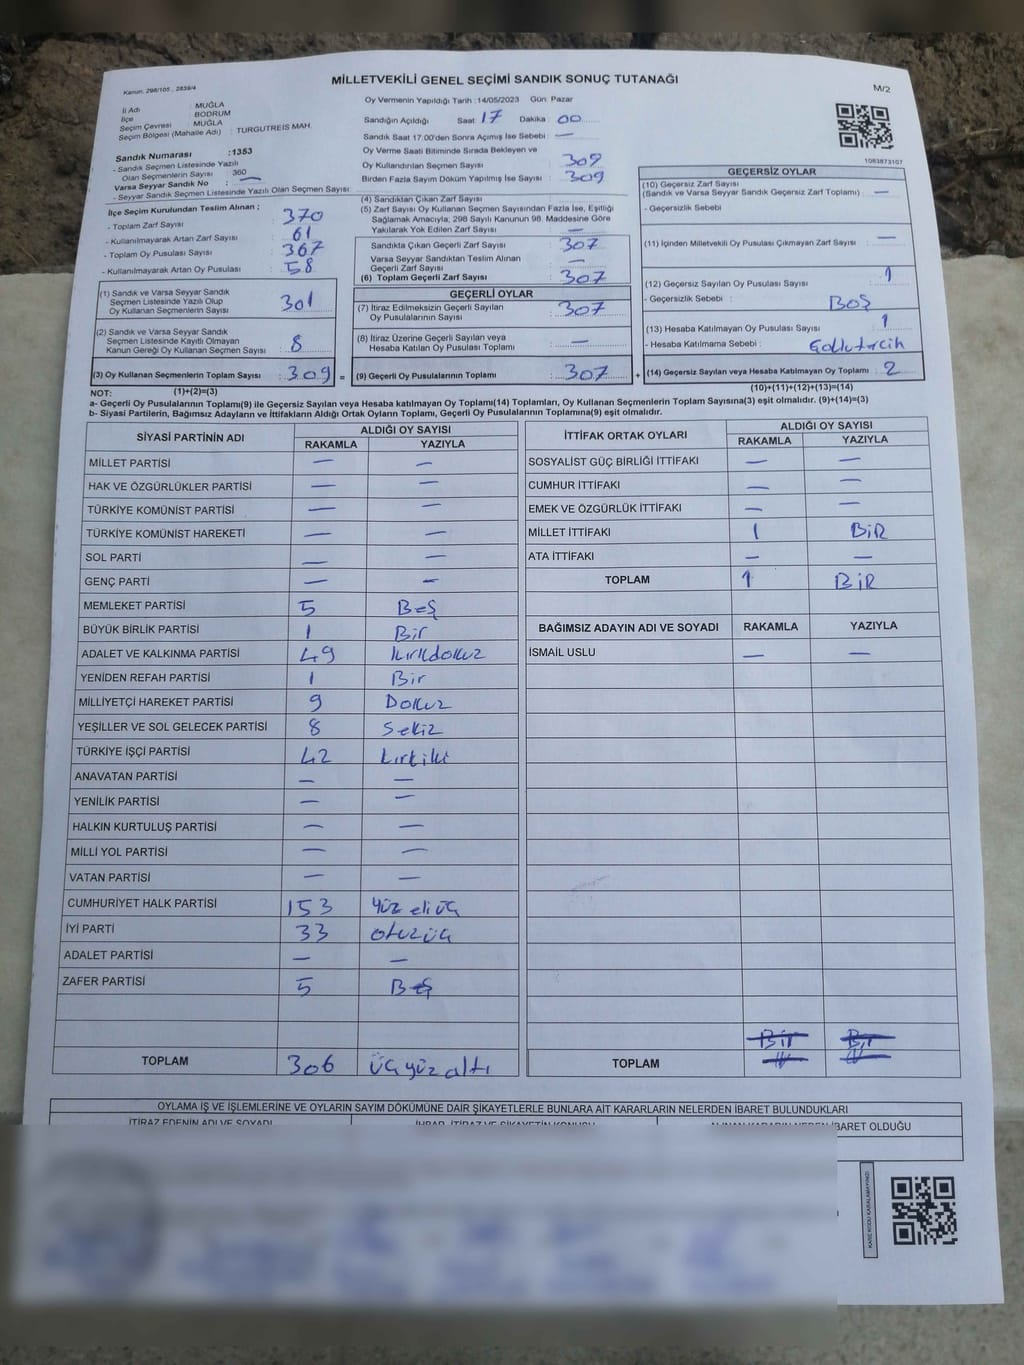 MİLLETVEKİLİ GENEL SEÇİMİ SANDIK SONUÇ TUTANAĞI
Kanun. 298/105 , 2839/4
M/2
İl Adı : MUĞLA
İlçe : BODRUM
Seçim Çevresi : MUĞLA
Seçim Bölgesi (Mahalle Adı) : TURGUTREIS MAH.
Sandık Numarası :1353
- Sandık Seçmen Listesinde Yazılı
Olan Seçmenlerin Sayısı 360
Varsa Seyyar Sandık No : —
- Seyyar Sandık Seçmen Listesinde Yazılı Olan Seçmen Sayısı:
Oy Vermenin Yapıldığı Tarih :14/05/2023 Gün: Pazar
Sandığın Açıldığı Saat: 17 Dakika: 00
Sandık Saat 17:00'den Sonra Açımış İse Sebebi : —
Oy Verme Saati Bitiminde Sırada Bekleyen ve
Oy Kullandırılan Seçmen Sayısı : 309
Birden Fazla Sayım Döküm Yapılmış İse Sayısı : 309
1083873107
İlçe Seçim Kurulundan Teslim Alınan :
- Toplam Zarf Sayısı : 370
- Kullanılmayarak Artan Zarf Sayısı : 61
- Toplam Oy Pusulası Sayısı : 367
- Kullanılmayarak Artan Oy Pusulası : 58
(1) Sandık ve Varsa Seyyar Sandık
Seçmen Listesinde Yazılı Olup
Oy Kullanan Seçmenlerin Sayısı : 301
(2) Sandık ve Varsa Seyyar Sandık
Seçmen Listesinde Kayıtlı Olmayan
Kanun Gereği Oy Kullanan Seçmen Sayısı : 8
(3) Oy Kullanan Seçmenlerin Toplam Sayısı : 309 =
(4) Sandıktan Çıkan Zarf Sayısı :
(5) Zarf Sayısı Oy Kullanan Seçmen Sayısından Fazla İse, Eşitliği
Sağlamak Amacıyla, 298 Sayılı Kanunun 98. Maddesine Göre
Yakılarak Yok Edilen Zarf Sayısı : —
Sandıkta Çıkan Geçerli Zarf Sayısı : 307
Varsa Seyyar Sandıktan Teslim Alınan
Geçerli Zarf Sayısı : —
(6) Toplam Geçerli Zarf Sayısı : 307
GEÇERLİ OYLAR
(7) İtiraz Edilmeksizin Geçerli Sayılan
Oy Pusulalarının Sayısı : 307
(8) İtiraz Üzerine Geçerli Sayılan veya
Hesaba Katılan Oy Pusulası Toplamı : —
(9) Geçerli Oy Pusulalarının Toplamı : 307 +
GEÇERSİZ OYLAR
(10) Geçersiz Zarf Sayısı
(Sandık ve Varsa Seyyar Sandık Geçersiz Zarf Toplamı) : —
- Geçersizlik Sebebi :
(11) İçinden Milletvekili Oy Pusulası Çıkmayan Zarf Sayısı : —
(12) Geçersiz Sayılan Oy Pusulası Sayısı : 1
- Geçersizlik Sebebi : BOŞ
(13) Hesaba Katılmayan Oy Pusulası Sayısı : 1
- Hesaba Katılmama Sebebi :
(14) Geçersiz Sayılan veya Hesaba Katılmayan Oy Toplamı : 2
NOT: (1)+(2)=(3) (10)+(11)+(12)+(13)=(14)
a- Geçerli Oy Pusulalarının Toplamı(9) ile Geçersiz Sayılan veya Hesaba katılmayan Oy Toplamı(14) Toplamları, Oy Kullanan Seçmenlerin Toplam Sayısına(3) eşit olmalıdır. (9)+(14)=(3)
b- Siyasi Partilerin, Bağımsız Adayların ve İttifakların Aldığı Ortak Oyların Toplamı, Geçerli Oy Pusulalarının Toplamına(9) eşit olmalıdır.
SİYASİ PARTİNİN ADI ALDIĞI OY SAYISI
RAKAMLA YAZIYLA
MİLLET PARTİSİ — —
HAK VE ÖZGÜRLÜKLER PARTİSİ — —
TÜRKİYE KOMÜNİST PARTİSİ — —
TÜRKİYE KOMÜNİST HAREKETİ — —
SOL PARTİ — —
GENÇ PARTİ — —
MEMLEKET PARTİSİ 5 Beş
BÜYÜK BİRLİK PARTİSİ 1 Bir
ADALET VE KALKINMA PARTİSİ 49 kırkdokuz
YENİDEN REFAH PARTİSİ 1 Bir
MİLLİYETÇİ HAREKET PARTİSİ 9 Dokuz
YEŞİLLER VE SOL GELECEK PARTİSİ 8 Sekiz
TÜRKİYE İŞÇİ PARTİSİ 42 kırkiki
ANAVATAN PARTİSİ — —
YENİLİK PARTİSİ — —
HALKIN KURTULUŞ PARTİSİ — —
MİLLİ YOL PARTİSİ — —
VATAN PARTİSİ — —
CUMHURİYET HALK PARTİSİ 153 Yüz eliüç
İYİ PARTİ 33 otuzüç
ADALET PARTİSİ — —
ZAFER PARTİSİ 5 Beş
TOPLAM 306 üçyüzaltı
İTTİFAK ORTAK OYLARI ALDIĞI OY SAYISI
RAKAMLA YAZIYLA
SOSYALİST GÜÇ BİRLİĞİ İTTİFAKI — —
CUMHUR İTTİFAKI — —
EMEK VE ÖZGÜRLÜK İTTİFAKI — —
MİLLET İTTİFAKI 1 BİR
ATA İTTİFAKI — —
TOPLAM 1 BİR
BAĞIMSIZ ADAYIN ADI VE SOYADI RAKAMLA YAZIYLA
İSMAİL USLU — —
Bir Bir
TOPLAM
OYLAMA İŞ VE İŞLEMLERİNE VE OYLARIN SAYIM DÖKÜMÜNE DAİR ŞİKAYETLERLE BUNLARA AİT KARARLARIN NELERDEN İBARET BULUNDUKLARI
İTİRAZ EDENİN ADI VE SOYADI İHBAR, İTİRAZ VE ŞİKAYETİN KONUSU ALINAN KARARIN NEDEN İBARET OLDUĞU
KARE KODU KARALAMAYINIZ